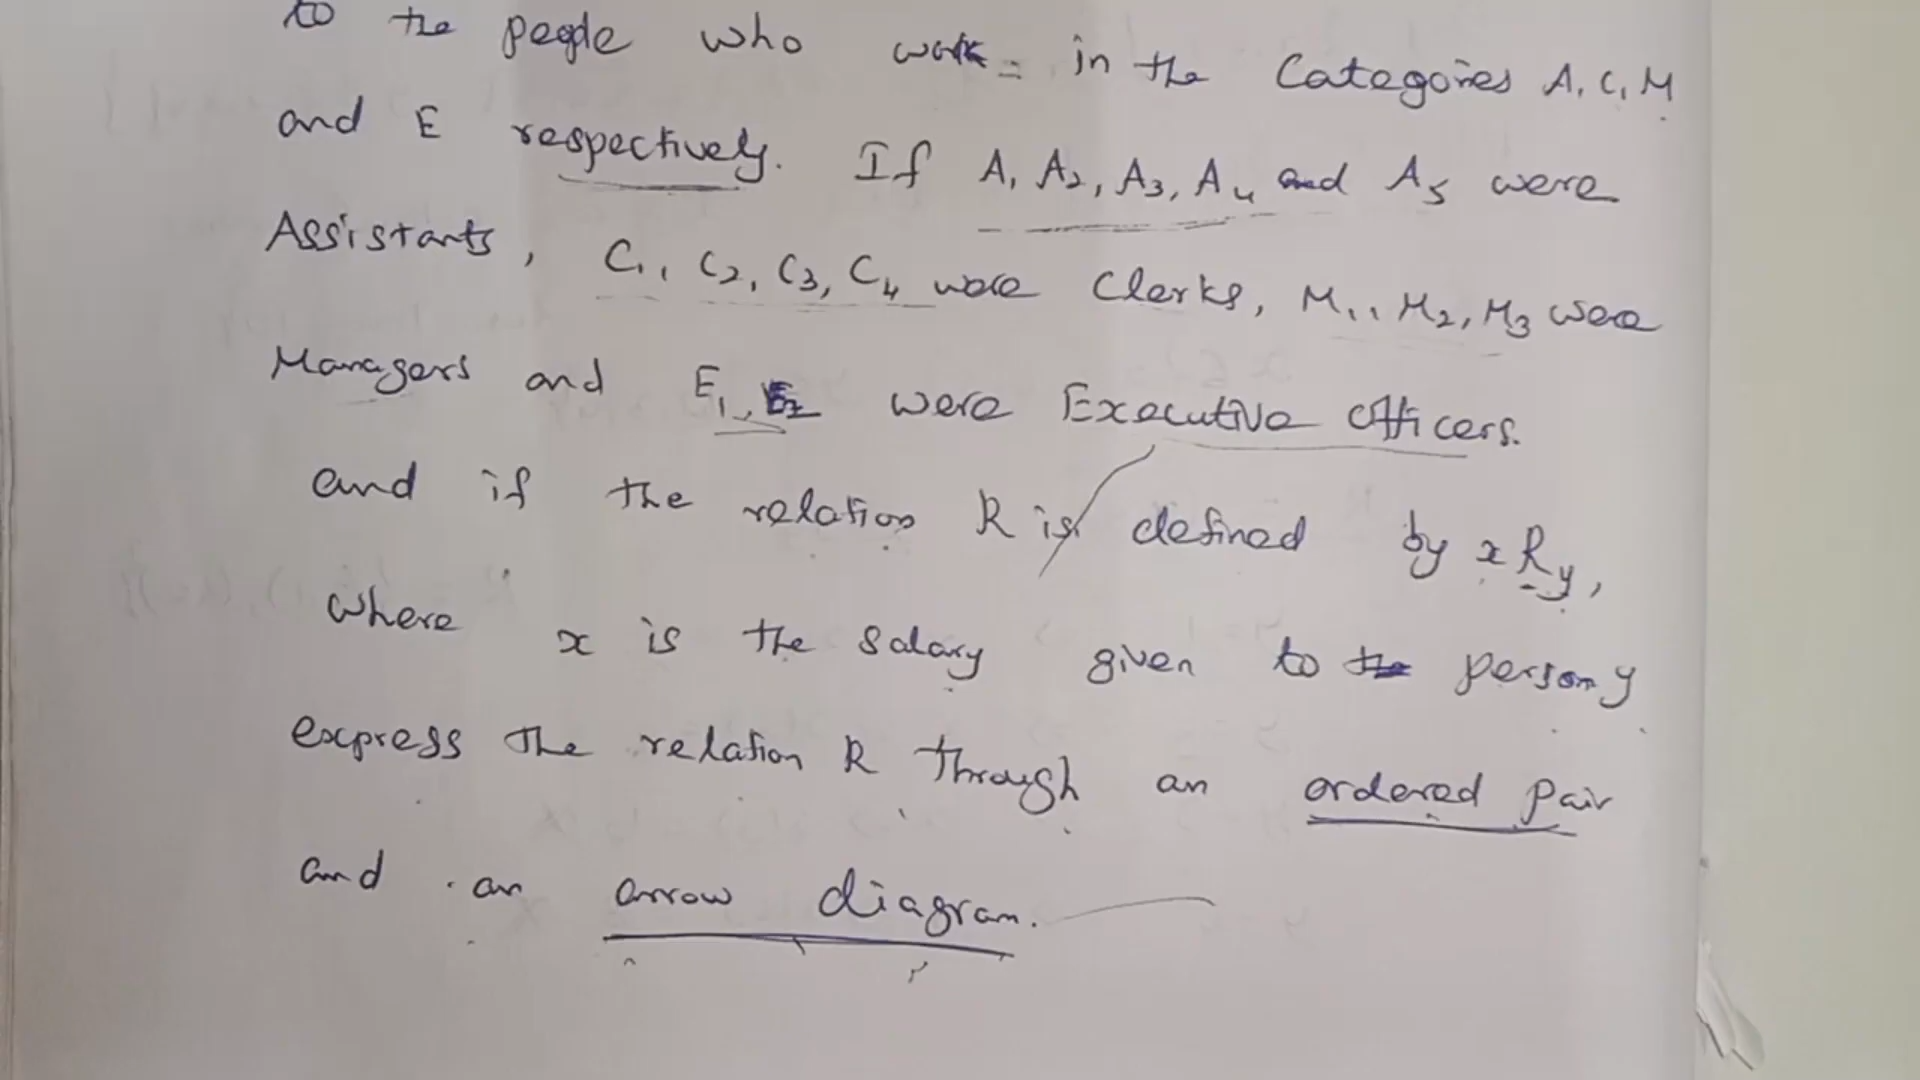 to the people who work in the Categories A, C, M
and E respectively. If A1 A2, A3, A4 and A5 were
Assistants, C1, C2, C3, C4 were Clerks, M1, M2, M3 were
Managers and E1, E2 were Executive officers.
and if the relation R is defined by xRy,
where x is the salary given to person y
express the relation R through an ordered pair
and an arrow diagram.